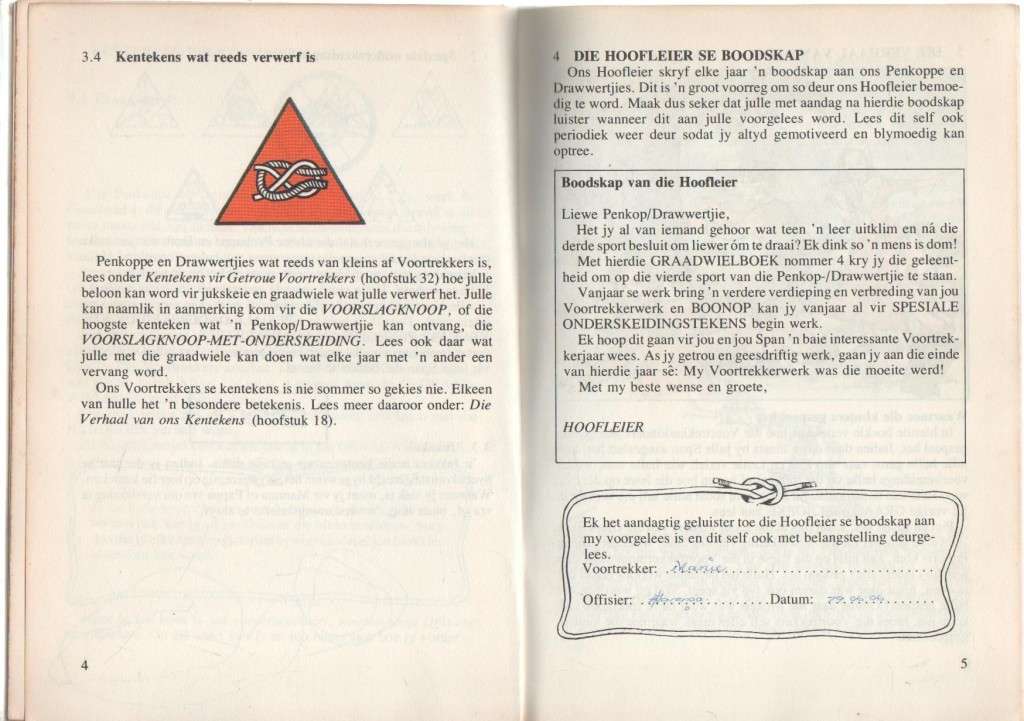 3.4 Kentekens wat reeds verwerf is
Penkoppe en Drawwertjies wat reeds van kleins af Voortrekkers is,
lees onder Kentekens vir Getroue Voortrekkers (hoofstuk 32) hoe julle
beloon kan word vir jukskeie en graadwiele wat julle verwerf het. Julle
kan naamlik in aanmerking kom vir die VOORSLAGKNOOP, of die
hoogste kenteken wat 'n Penkop/Drawwertjie kan ontvang, die
VOORSLAGKNOOP-MET-ONDERSKEIDING. Lees ook daar wat
julle met die graadwiele kan doen wat elke jaar met 'n ander een
vervang word.
Ons Voortrekkers se kentekens is nie sommer so gekies nie. Elkeen
van hulle het 'n besondere betekenis. Lees meer daaroor onder: Die
Verhaal van ons Kentekens (hoofstuk 18).
4
4 DIE HOOFLEIER SE BOODSKAP
Ons Hoofleier skryf elke jaar 'n boodskap aan ons Penkoppe en
Drawwertjies. Dit is 'n groot voorreg om so deur ons Hoofleier bemoe-
dig te word. Maak dus seker dat julle met aandag na hierdie boodskap
luister wanneer dit aan julle voorgelees word. Lees dit self ook
periodiek weer deur sodat jy altyd gemotiveerd en blymoedig kan
optree.
Boodskap van die Hoofleier
Liewe Penkop/Drawwertjie,
Het jy al van iemand gehoor wat teen 'n leer uitklim en ná die
derde sport besluit om liewer óm te draai? Ek dink so 'n mens is dom!
Met hierdie GRAADWIELBOEK nommer 4 kry jy die geleent-
heid om op die vierde sport van die Penkop-/Drawwertjie te staan.
Vanjaar se werk bring 'n verdere verdieping en verbreding van jou
Voortrekkerwerk en BOONOP kan jy vanjaar al vir SPESIALE
ONDERSKEIDINGSTEKENS begin werk.
Ek hoop dit gaan vir jou en jou Span 'n baie interessante Voortrek-
kerjaar wees. As jy getrou en geesdriftig werk, gaan jy aan die einde
van hierdie jaar sê: My Voortrekkerwerk was die moeite werd!
Met my beste wense en groete,
HOOFLEIER
Ek het aandagtig geluister toe die Hoofleier se boodskap aan
my voorgelees is en dit self ook met belangstelling deurge-
lees.
Voortrekker:
Offisier: Datum:
5